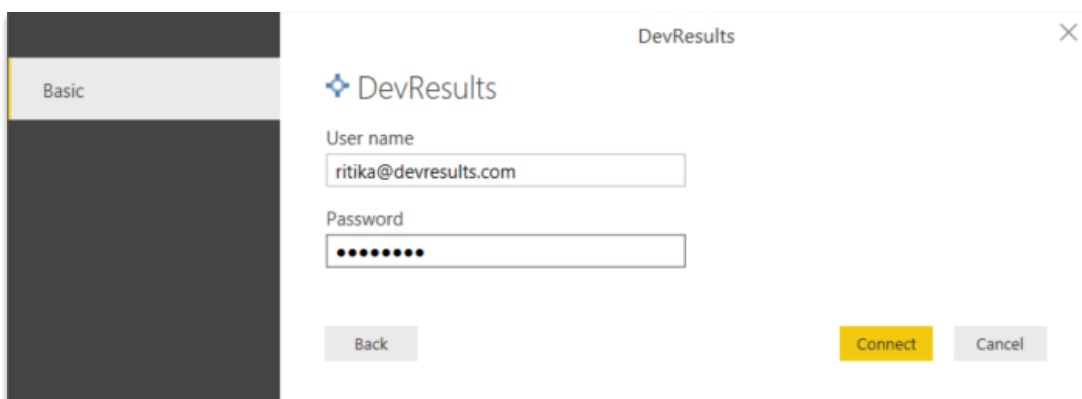 DevResults
Basic
DevResults
User name
ritika@devresults.com
Password
••••••••
Back Connect Cancel